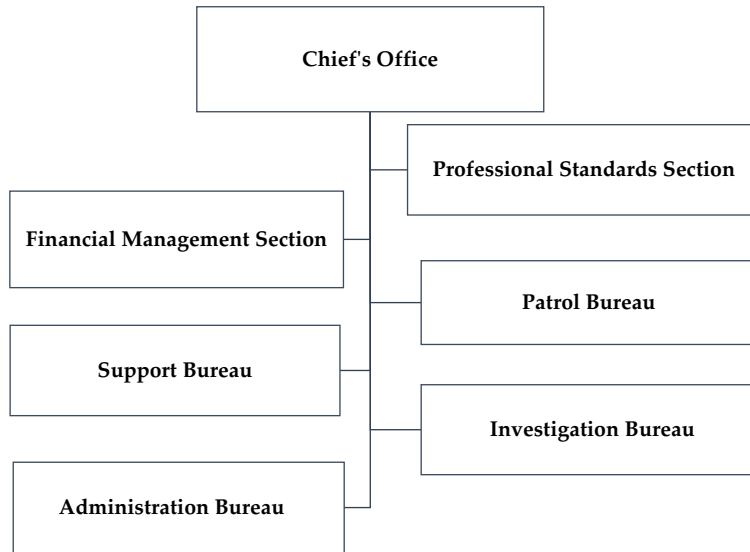 Chief's Office
Professional Standards Section
Financial Management Section
Patrol Bureau
Support Bureau
Investigation Bureau
Administration Bureau